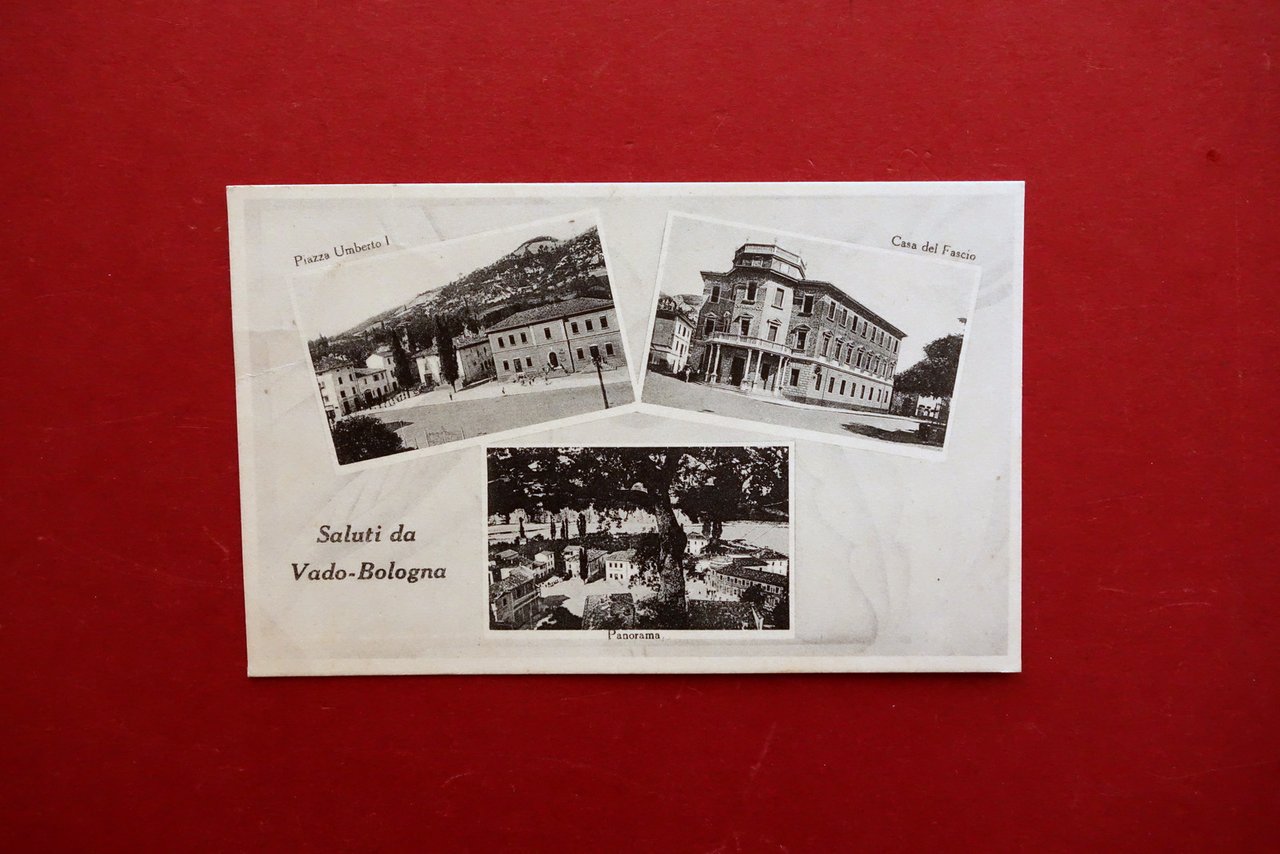 Piazza Umberto I
Casa del Fascio
Saluti da
Vado-Bologna
Panorama